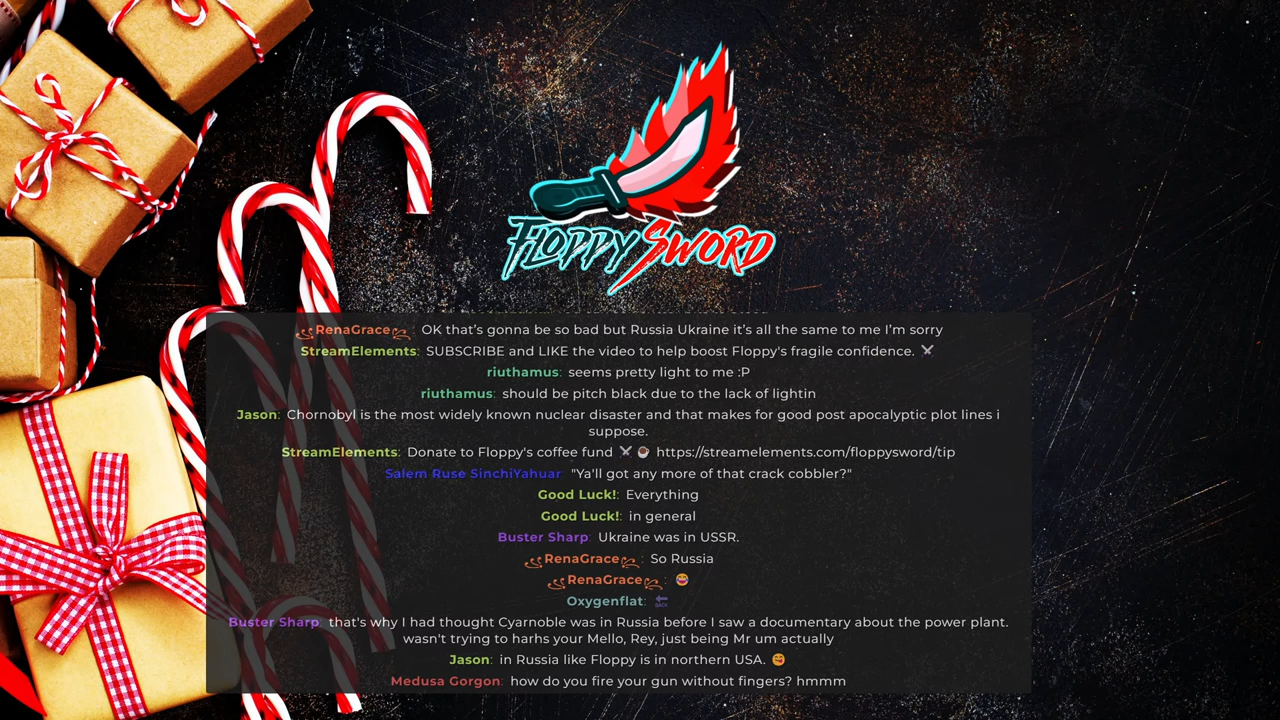 FLOPPY SWORD
RenaGrace: OK that's gonna be so bad but Russia Ukraine it's all the same to me I'm sorry
StreamElements: SUBSCRIBE and LIKE the video to help boost Floppy's fragile confidence. ⚔
riuthamus: seems pretty light to me :P
riuthamus: should be pitch black due to the lack of lightin
Jason: Chornobyl is the most widely known nuclear disaster and that makes for good post apocalyptic plot lines i
suppose.
StreamElements: Donate to Floppy's coffee fund ⚔ ☕ https://streamelements.com/floppysword/tip
Salem Ruse SinchiYahuar: "Ya'll got any more of that crack cobbler?"
Good Luck!: Everything
Good Luck!: in general
Buster Sharp: Ukraine was in USSR.
RenaGrace: So Russia
RenaGrace: 😂
Oxygenflat: 🔙
Buster Sharp: that's why I had thought Cyarnoble was in Russia before I saw a documentary about the power plant.
wasn't trying to harhs your Mello, Rey, just being Mr um actually
Jason: in Russia like Floppy is in northern USA. 😄
Medusa Gorgon: how do you fire your gun without fingers? hmmm